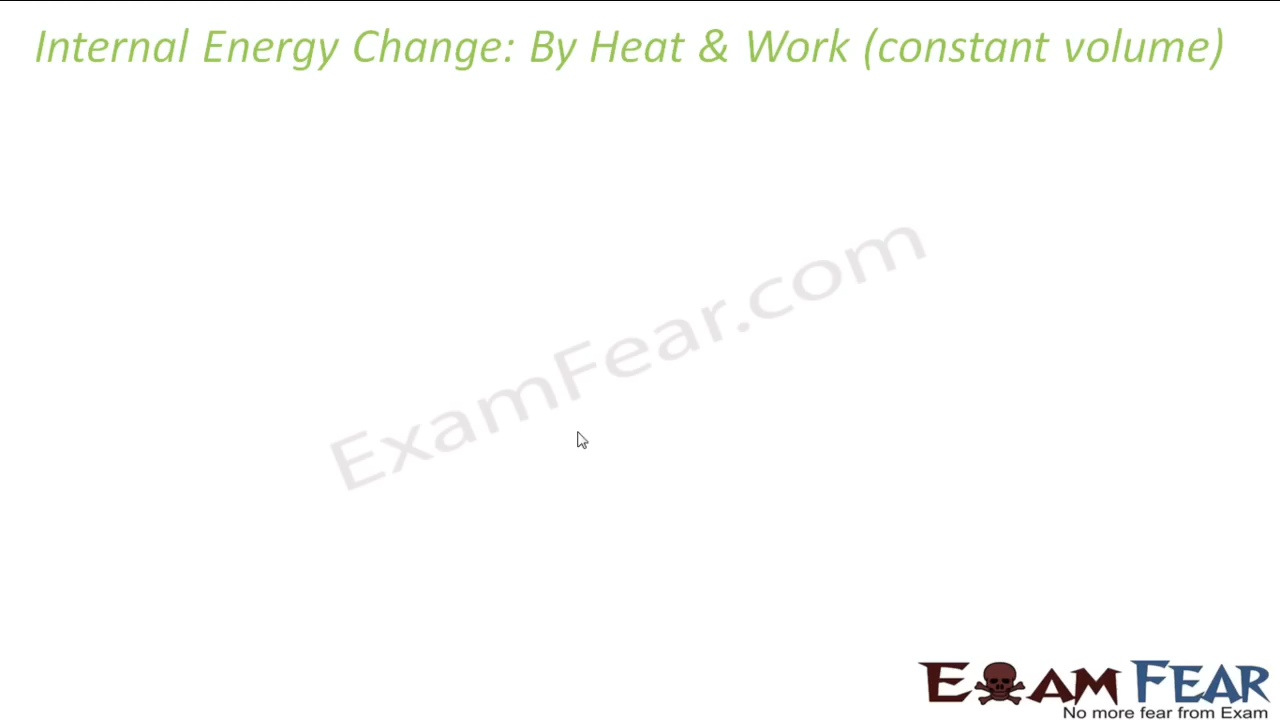 Internal Energy Change: By Heat & Work (constant volume)
ExamFear.com
EXAM FEAR
No more fear from Exam